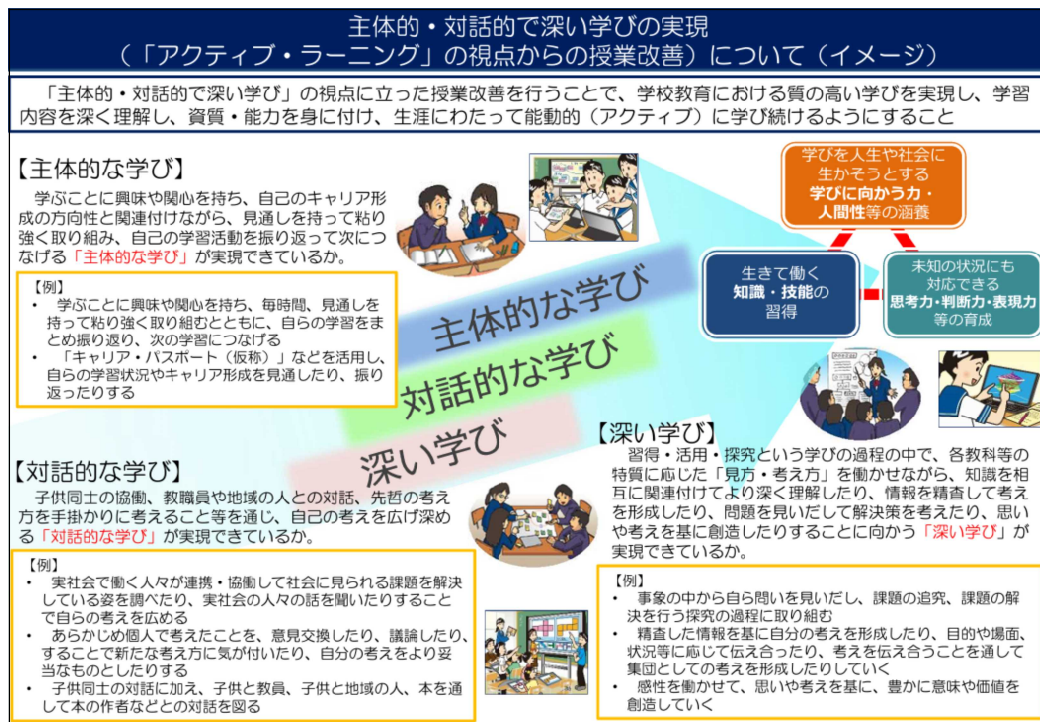 主体的・対話的で深い学びの実現
（「アクティブ・ラーニング」の視点からの授業改善）について（イメージ）
「主体的・対話的で深い学び」の視点に立った授業改善を行うことで、学校教育における質の高い学びを実現し、学習
内容を深く理解し、資質・能力を身に付け、生涯にわたって能動的（アクティブ）に学び続けるようにすること
【主体的な学び】
学ぶことに興味や関心を持ち、自己のキャリア形
成の方向性と関連付けながら、見通しを持って粘り
強く取り組み、自己の学習活動を振り返って次につ
なげる「主体的な学び」が実現できているか。
【例】
・ 学ぶことに興味や関心を持ち、毎時間、見通しを
持って粘り強く取り組むとともに、自らの学習をま
とめ振り返り、次の学習につなげる
・ 「キャリア・パスポート（仮称）」などを活用し、
自らの学習状況やキャリア形成を見通したり、振り
返ったりする
学びを人生や社会に
生かそうとする
学びに向かう力・
人間性等の涵養
生きて働く
知識・技能の
習得
未知の状況にも
対応できる
思考力・判断力・表現力
等の育成
主体的な学び
対話的な学び
深い学び
【対話的な学び】
子供同士の協働、教職員や地域の人との対話、先哲の考え
方を手掛かりに考えること等を通じ、自己の考えを広げ深め
る「対話的な学び」が実現できているか。
【例】
・ 実社会で働く人々が連携・協働して社会に見られる課題を解決
している姿を調べたり、実社会の人々の話を聞いたりすること
で自らの考えを広める
・ あらかじめ個人で考えたことを、意見交換したり、議論したり、
することで新たな考え方に気が付いたり、自分の考えをより妥
当なものとしたりする
・ 子供同士の対話に加え、子供と教員、子供と地域の人、本を通
して本の作者などとの対話を図る
【深い学び】
習得・活用・探究という学びの過程の中で、各教科等の
特質に応じた「見方・考え方」を働かせながら、知識を相
互に関連付けてより深く理解したり、情報を精査して考え
を形成したり、問題を見いだして解決策を考えたり、思い
や考えを基に創造したりすることに向かう「深い学び」が
実現できているか。
【例】
・ 事象の中から自ら問いを見いだし、課題の追究、課題の解
決を行う探究の過程に取り組む
・ 精査した情報を基に自分の考えを形成したり、目的や場面、
状況等に応じて伝え合ったり、考えを伝え合うことを通して
集団としての考えを形成したりしていく
・ 感性を働かせて、思いや考えを基に、豊かに意味や価値を
創造していく